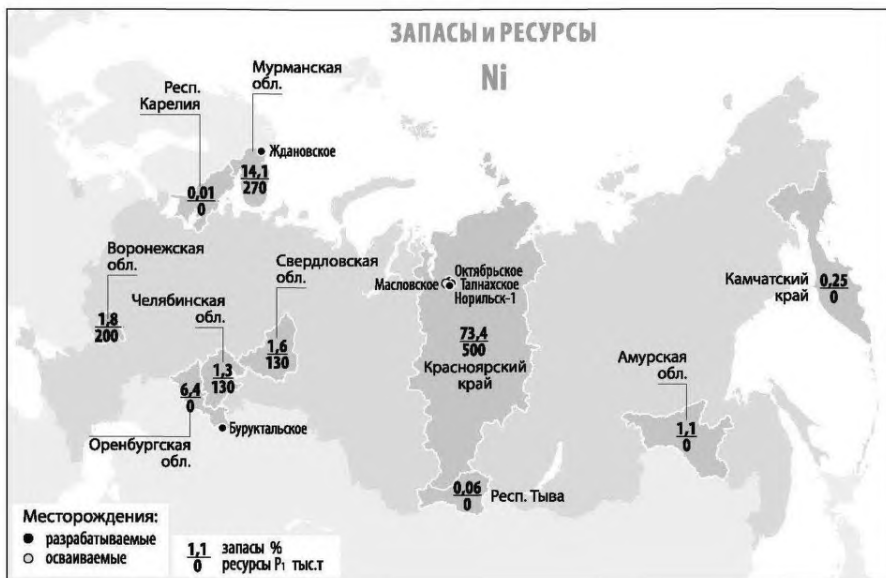 ЗАПАСЫ и РЕСУРСЫ
Ni
Мурманская
обл.
Респ.
Карелия
Ждановское
14,1
270
0,01
0
Воронежская
обл.
1,8
200
Свердловская
обл.
1,6
130
Челябинская
обл.
1,3
130
6,4
0
Оренбургская
обл.
Буруктальское
Масловское
Октябрьское
Талнахское
Норильск-1
73,4
500
Красноярский
край
0,06
0
Респ. Тыва
Амурская
обл.
1,1
0
Камчатский
край
0,25
0
Месторождения:
разрабатываемые
осваиваемые
1,1 запасы %
0 ресурсы P₁ тыс.т